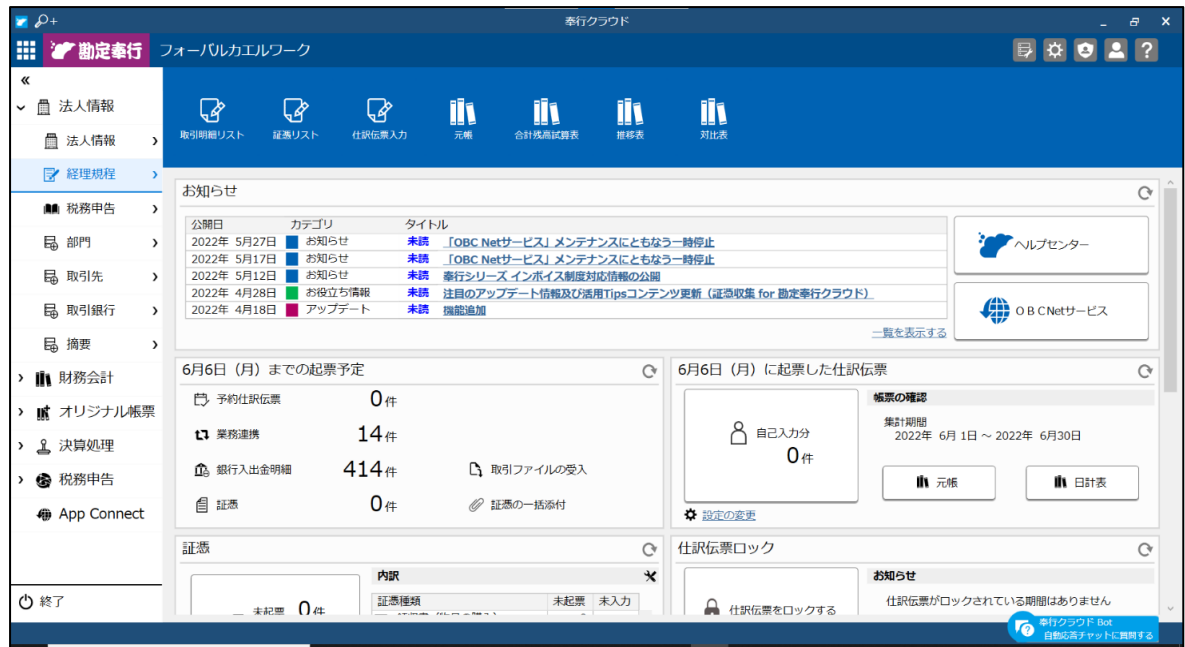 奉行クラウド
勘定奉行 フォーバルカエルワーク
«
法人情報
法人情報
経理規程
税務申告
部門
取引先
取引銀行
摘要
財務会計
オリジナル帳票
決算処理
税務申告
App Connect
終了
取引明細リスト 証憑リスト 仕訳伝票入力 元帳 合計残高試算表 推移表 対比表
お知らせ
公開日 カテゴリ タイトル
2022年 5月27日 お知らせ 未読 「OBC Netサービス」メンテナンスにともなう一時停止
2022年 5月17日 お知らせ 未読 「OBC Netサービス」メンテナンスにともなう一時停止
2022年 5月12日 お知らせ 未読 奉行シリーズ インボイス制度対応情報の公開
2022年 4月28日 お役立ち情報 未読 注目のアップデート情報及び活用Tipsコンテンツ更新（証憑収集 for 勘定奉行クラウド）
2022年 4月18日 アップデート 未読 機能追加
一覧を表示する
ヘルプセンター
ＯＢＣNetサービス
6月6日（月）までの起票予定
予約仕訳伝票 0件
業務連携 14件
銀行入出金明細 414件 取引ファイルの受入
証憑 0件 証憑の一括添付
6月6日（月）に起票した仕訳伝票
自己入力分
0件
設定の変更
帳票の確認
集計期間
2022年 6月 1日 ～ 2022年 6月30日
元帳 日計表
証憑
未起票 0件
内訳
証憑種類 未起票 未入力
仕訳伝票ロック
仕訳伝票をロックする
お知らせ
仕訳伝票がロックされている期間はありません
奉行クラウド Bot
自動応答チャットに質問する